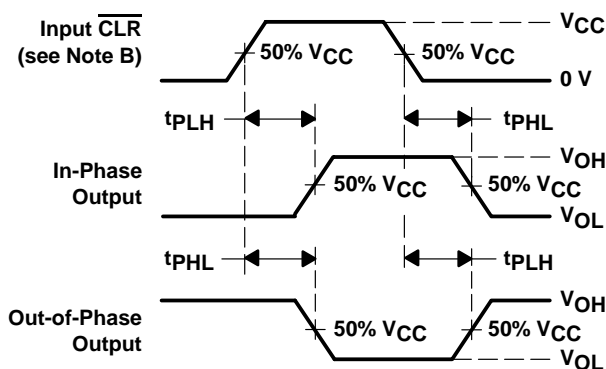 Input CLR
(see Note B)
50% VCC
50% VCC
VCC
0 V
tPLH
tPHL
In-Phase
Output
50% VCC
50% VCC
VOH
VOL
tPHL
tPLH
Out-of-Phase
Output
50% VCC
50% VCC
VOH
VOL